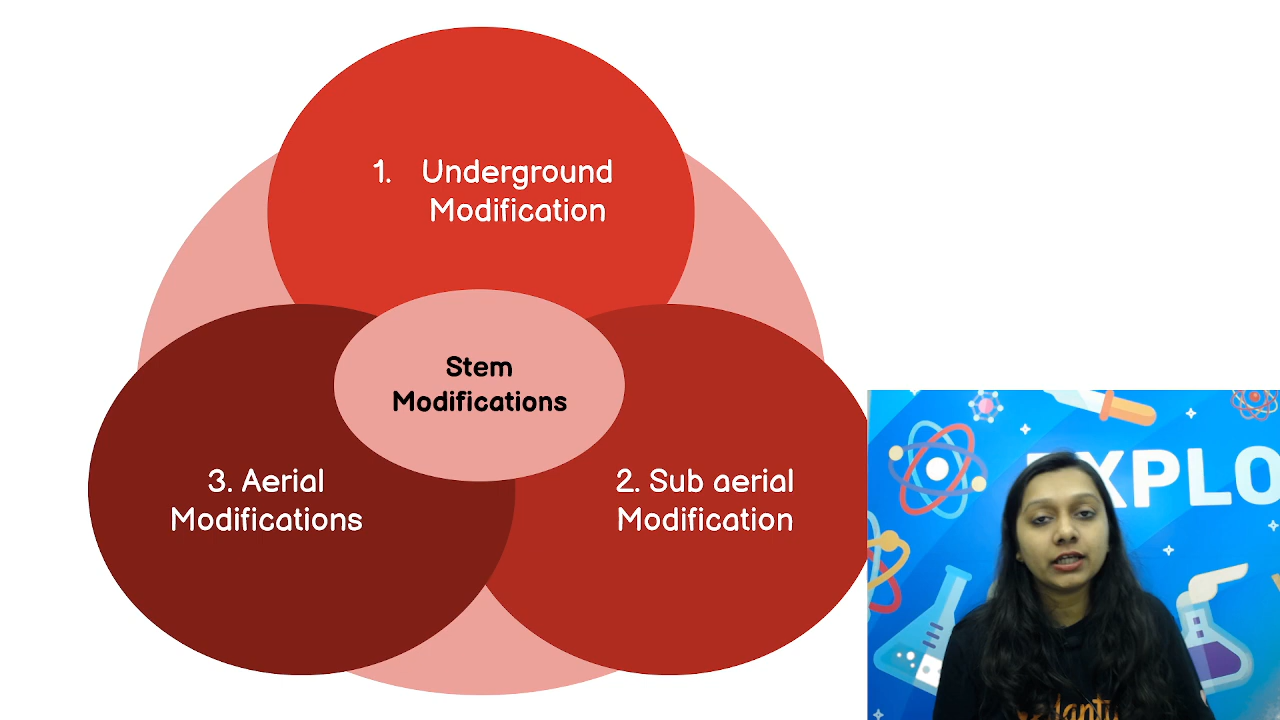 1. Underground
Modification
Stem
Modifications
3. Aerial
Modifications
2. Sub aerial
Modification